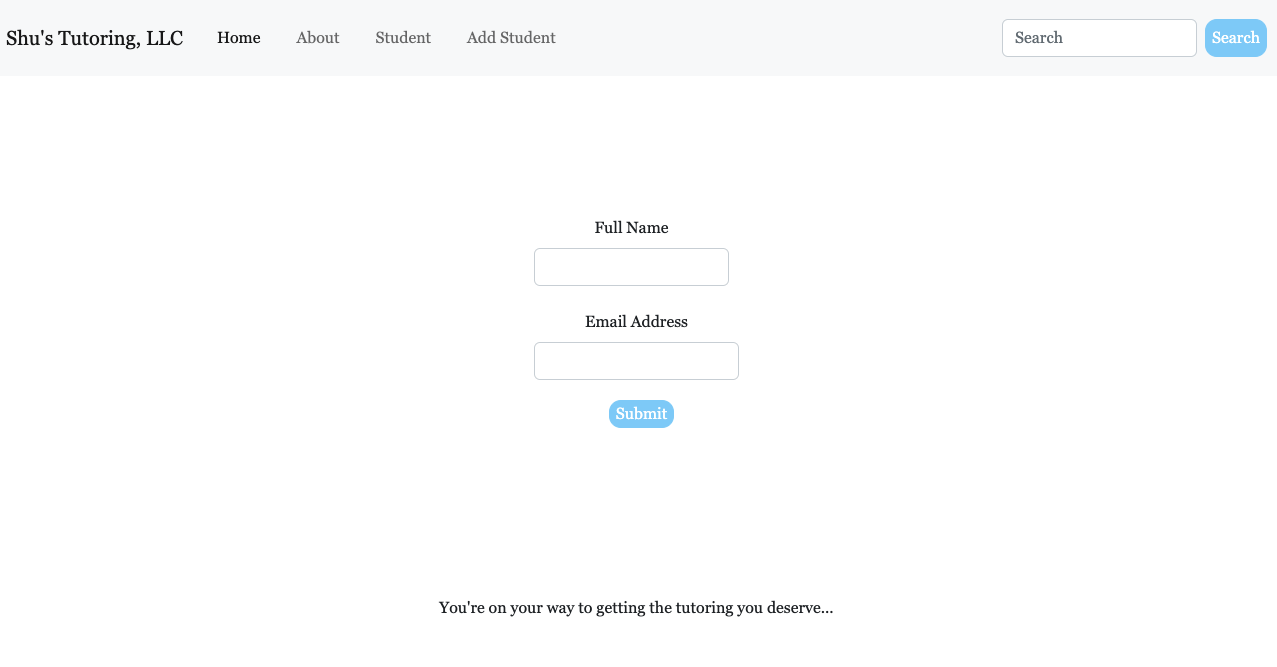 Shu's Tutoring, LLC Home About Student Add Student Search Search
Full Name
Email Address
Submit
You're on your way to getting the tutoring you deserve...